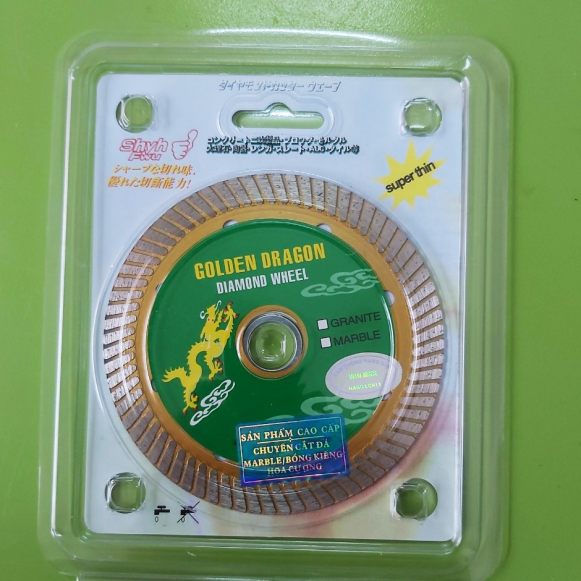 ダイヤモンドカッター ウェーブ
Shyh
Fwu
シャープな切れ味、
優れた切断能力!
super thin
GOLDEN DRAGON
DIAMOND WHEEL
GRANITE
MARBLE
SẢN PHẨM CAO CẤP
CHUYÊN CẮT ĐÁ
MARBLE/BÓNG KIẾNG
HOA CƯƠNG